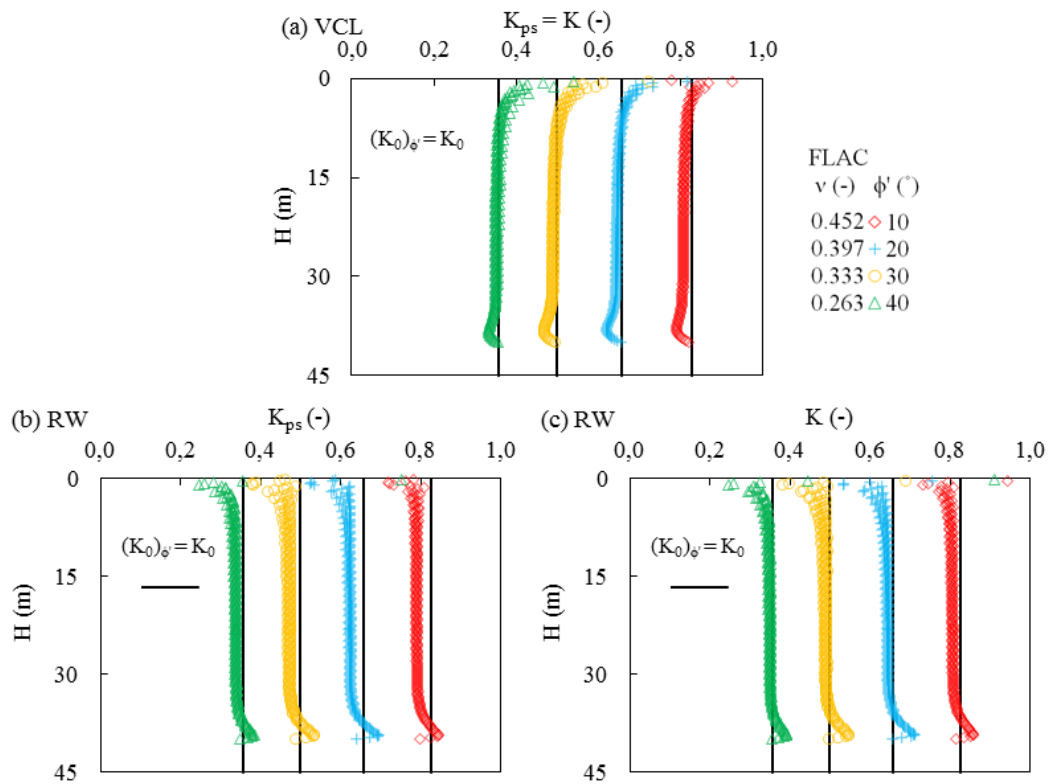 (a) VCL
K_ps = K (-)
0,0 0,2 0,4 0,6 0,8 1,0
0
15
30
45
H (m)
(K₀)_ϕ' = K₀
FLAC
ν (-) ϕ' (°)
0.452 10
0.397 20
0.333 30
0.263 40
(b) RW
K_ps (-)
0,0 0,2 0,4 0,6 0,8 1,0
0
15
30
45
H (m)
(K₀)_ϕ' = K₀
(c) RW
K (-)
0,0 0,2 0,4 0,6 0,8 1,0
0
15
30
45
H (m)
(K₀)_ϕ' = K₀